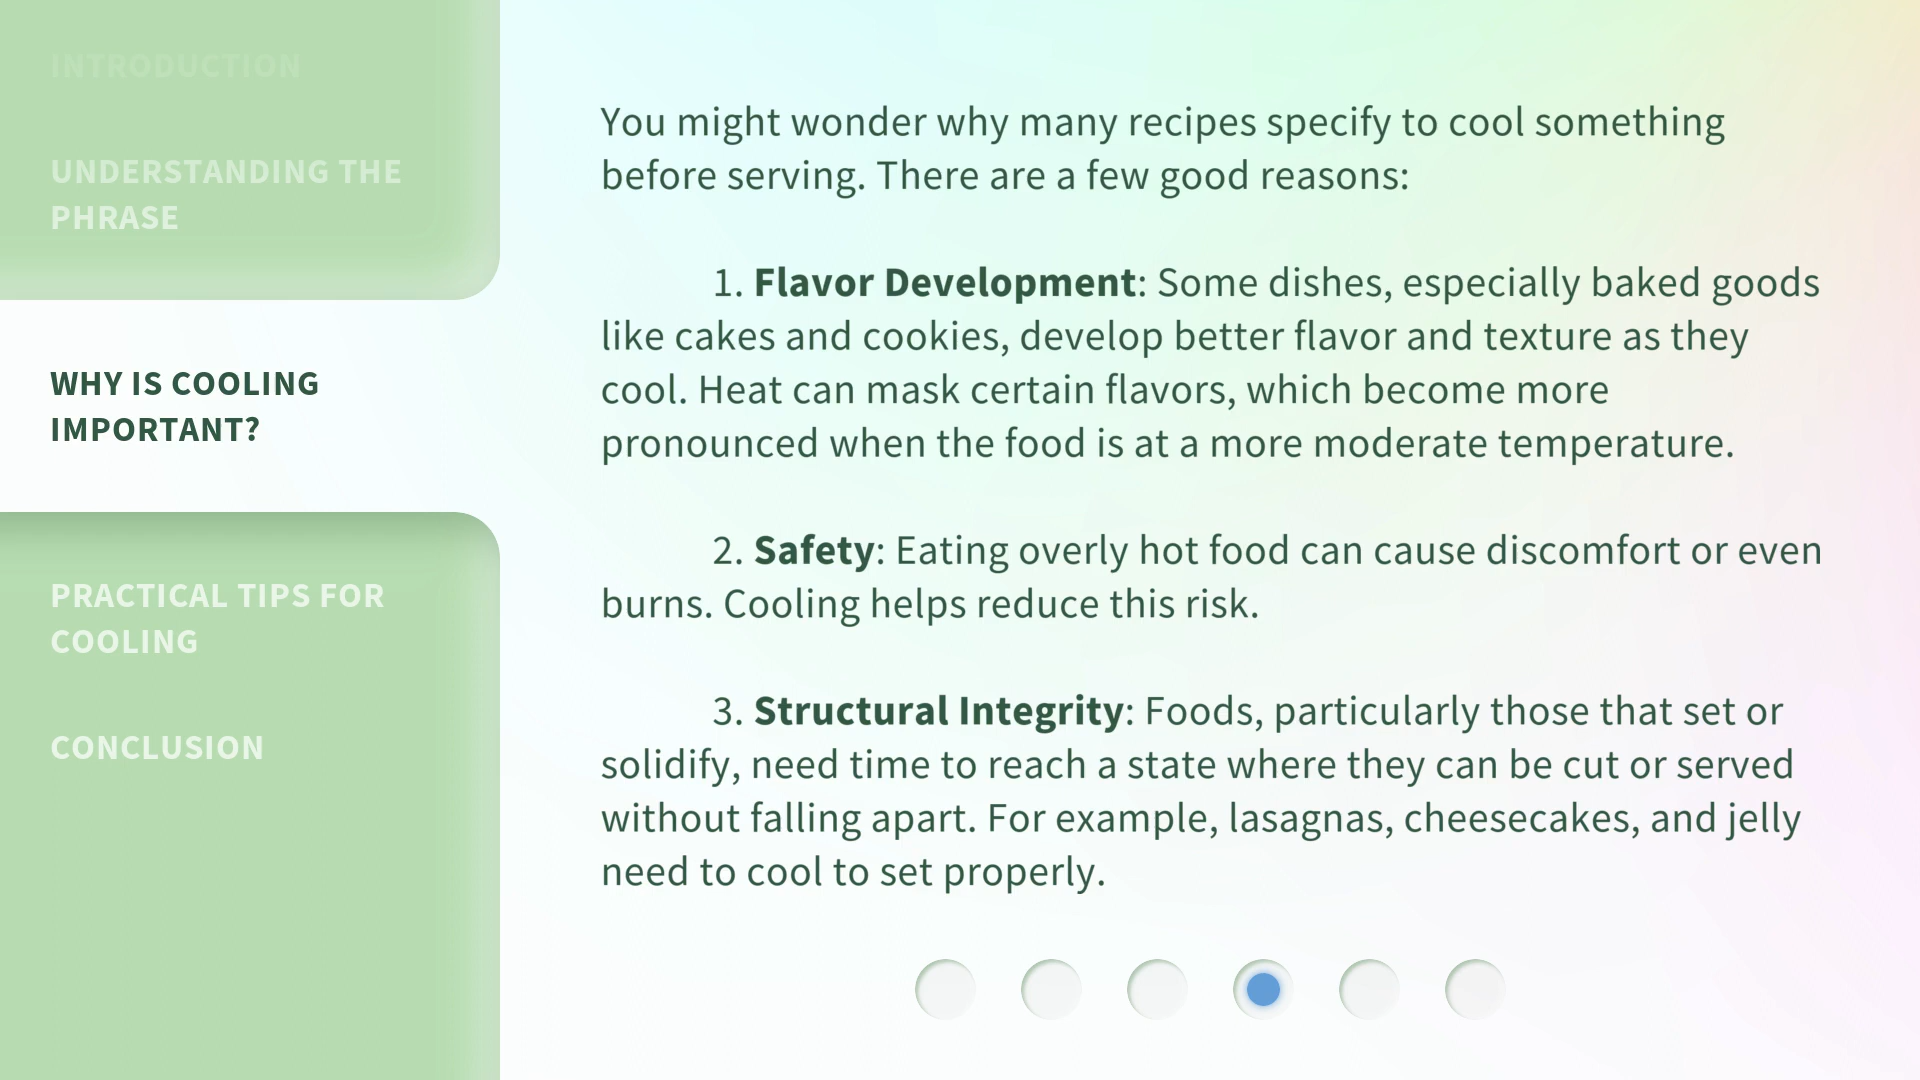 INTRODUCTION
UNDERSTANDING THE
PHRASE
WHY IS COOLING
IMPORTANT?
PRACTICAL TIPS FOR
COOLING
CONCLUSION
You might wonder why many recipes specify to cool something
before serving. There are a few good reasons:
1. Flavor Development: Some dishes, especially baked goods
like cakes and cookies, develop better flavor and texture as they
cool. Heat can mask certain flavors, which become more
pronounced when the food is at a more moderate temperature.
2. Safety: Eating overly hot food can cause discomfort or even
burns. Cooling helps reduce this risk.
3. Structural Integrity: Foods, particularly those that set or
solidify, need time to reach a state where they can be cut or served
without falling apart. For example, lasagnas, cheesecakes, and jelly
need to cool to set properly.